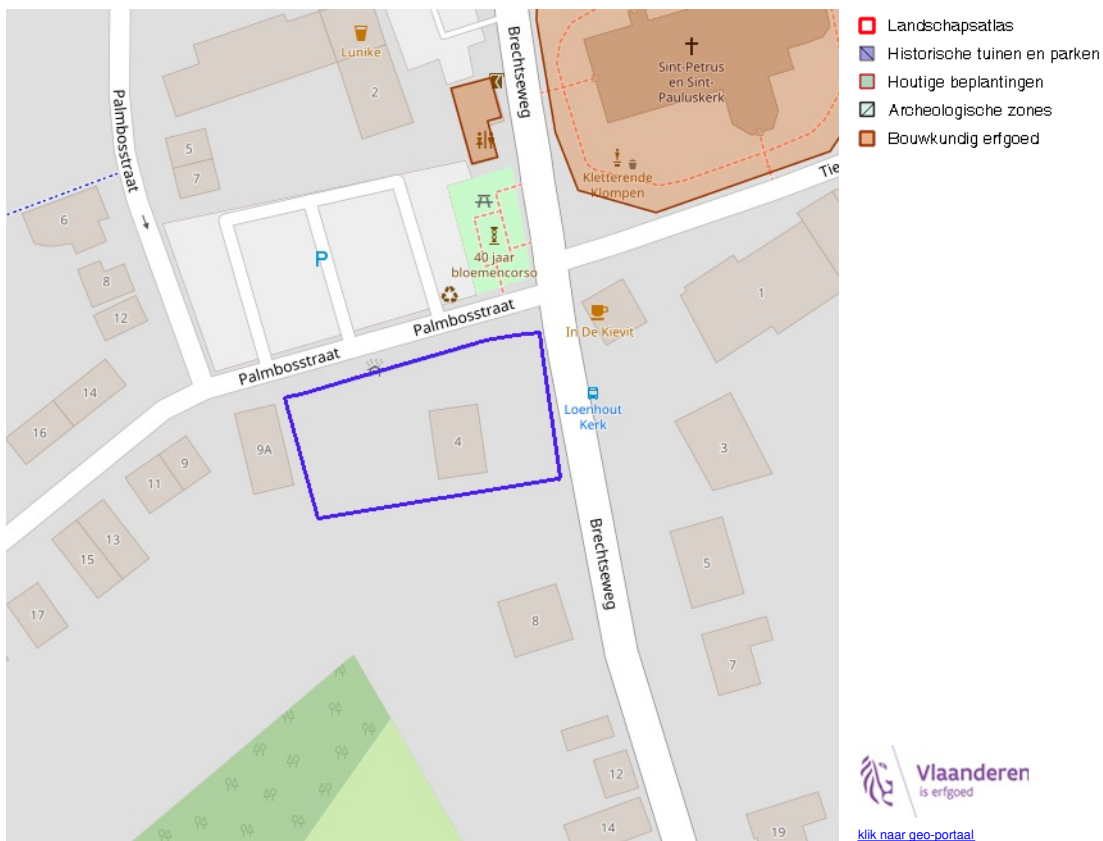 Landschapsatlas
Historische tuinen en parken
Houtige beplantingen
Archeologische zones
Bouwkundig erfgoed
Lunike
2
Brechtseweg
Sint-Petrus
en Sint-
Pauluskerk
Kletterende
Klompen
Tie
Palmbosstraat
5
7
6
8
12
P
40 jaar
bloemencorso
Palmbosstraat
Palmbosstraat
In De Kievit
1
Loenhout
Kerk
14
16
9A
4
3
9
11
13
15
17
Brechtseweg
5
8
7
12
14
19
Vlaanderen
is erfgoed
klik naar geo-portaal